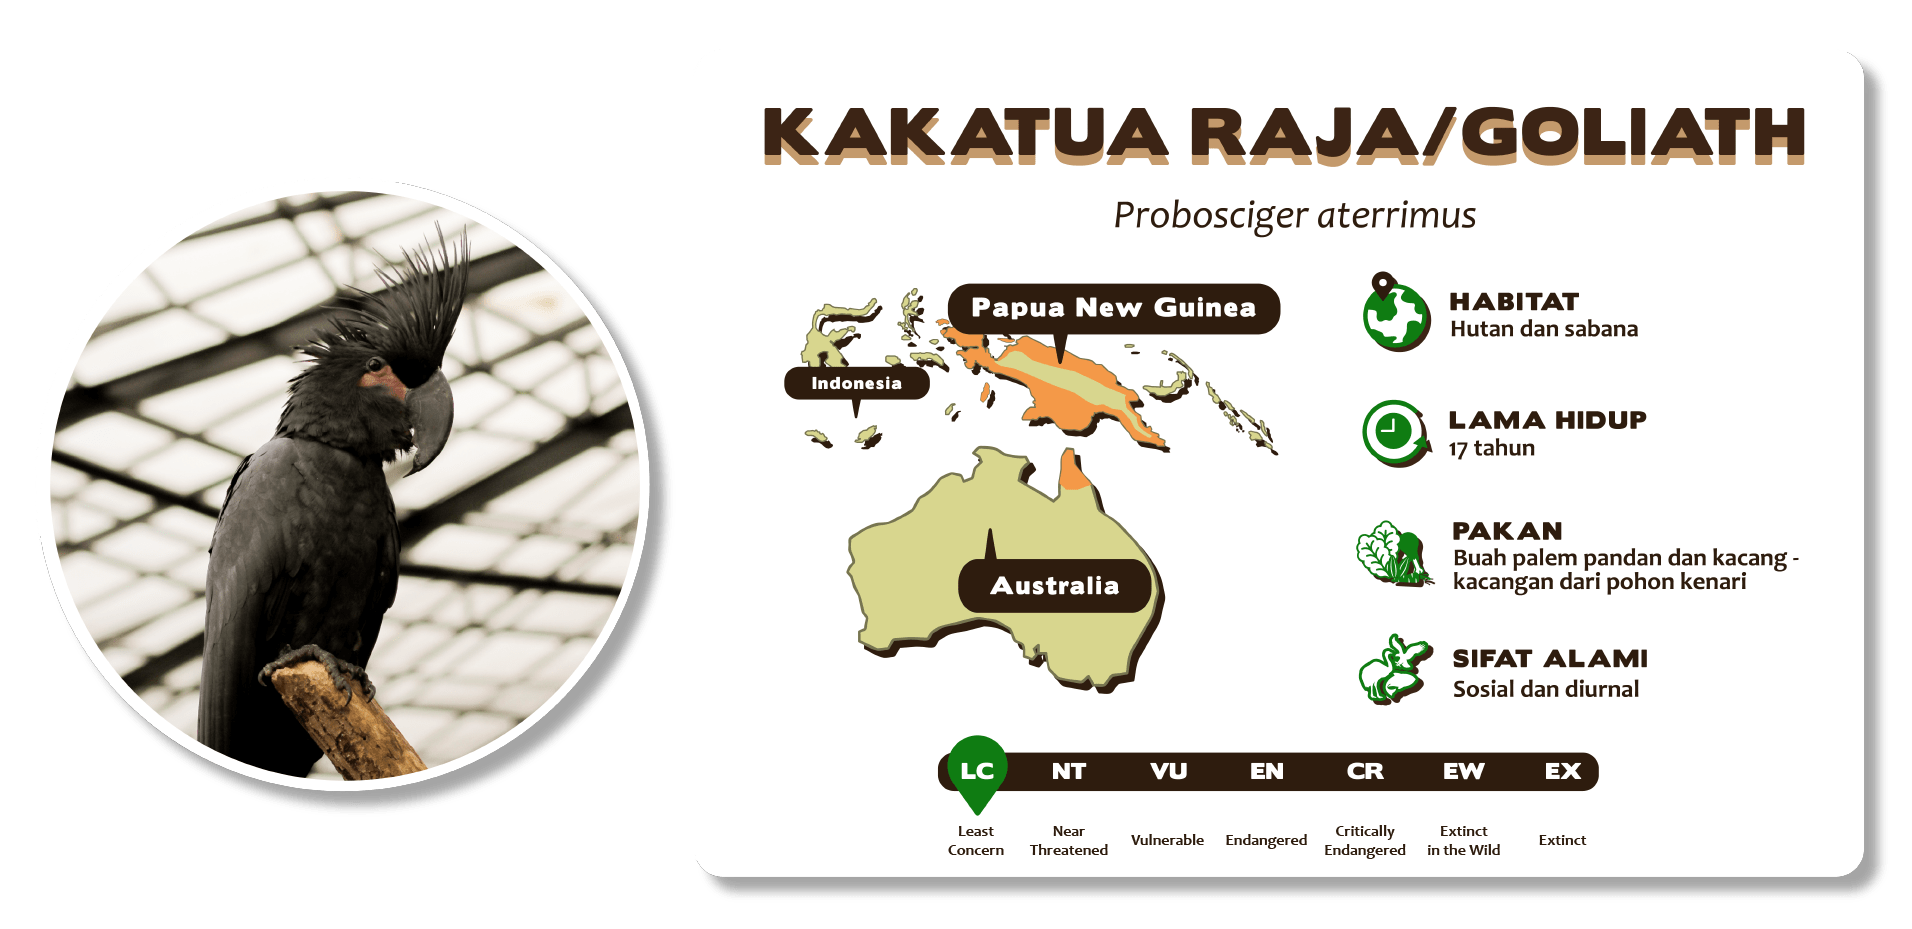 KAKATUA RAJA/GOLIATH
Probosciger aterrimus
Papua New Guinea
Indonesia
Australia
HABITAT
Hutan dan sabana
LAMA HIDUP
17 tahun
PAKAN
Buah palem pandan dan kacang -
kacangan dari pohon kenari
SIFAT ALAMI
Sosial dan diurnal
LC NT VU EN CR EW EX
Least Concern
Near Threatened
Vulnerable
Endangered
Critically Endangered
Extinct in the Wild
Extinct